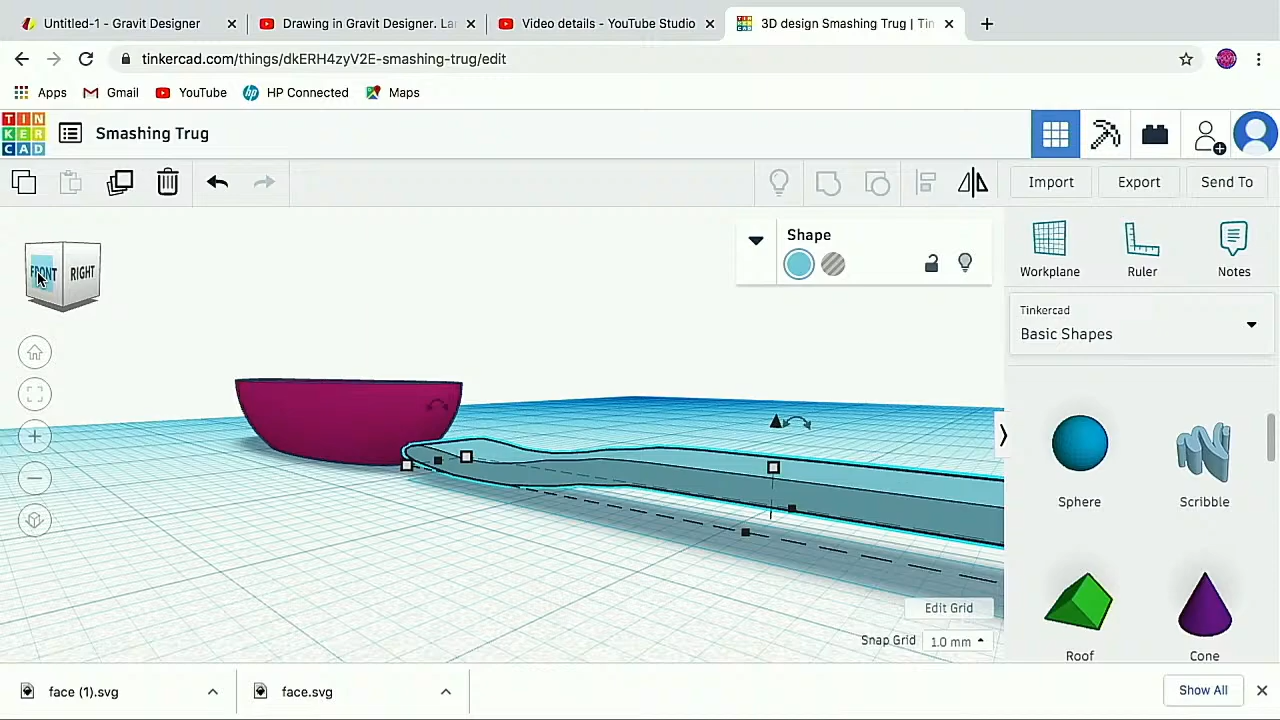 Untitled-1 - Gravit Designer
Drawing in Gravit Designer. La
Video details - YouTube Studio
3D design Smashing Trug | Tin
tinkercad.com/things/dkERH4zyV2E-smashing-trug/edit
Apps
Gmail
YouTube
HP Connected
Maps
TIN
KER
CAD
Smashing Trug
Import
Export
Send To
FRONT
RIGHT
Shape
Workplane
Ruler
Notes
Tinkercad
Basic Shapes
Sphere
Scribble
Roof
Cone
Edit Grid
Snap Grid
1.0 mm
face (1).svg
face.svg
Show All